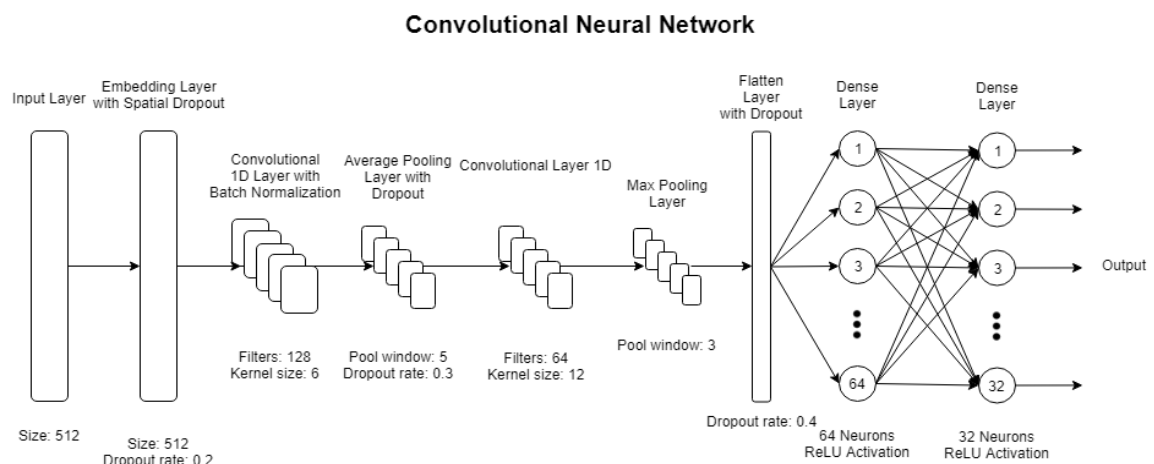 Convolutional Neural Network
Input Layer
Embedding Layer
with Spatial Dropout
Convolutional
1D Layer with
Batch Normalization
Average Pooling
Layer with
Dropout
Convolutional Layer 1D
Max Pooling
Layer
Flatten
Layer
with Dropout
Dense
Layer
Dense
Layer
1
2
3
64
1
2
3
32
Output
Filters: 128
Kernel size: 6
Pool window: 5
Dropout rate: 0.3
Filters: 64
Kernel size: 12
Pool window: 3
Size: 512
Size: 512
Dropout rate: 0.2
Dropout rate: 0.4
64 Neurons
ReLU Activation
32 Neurons
ReLU Activation